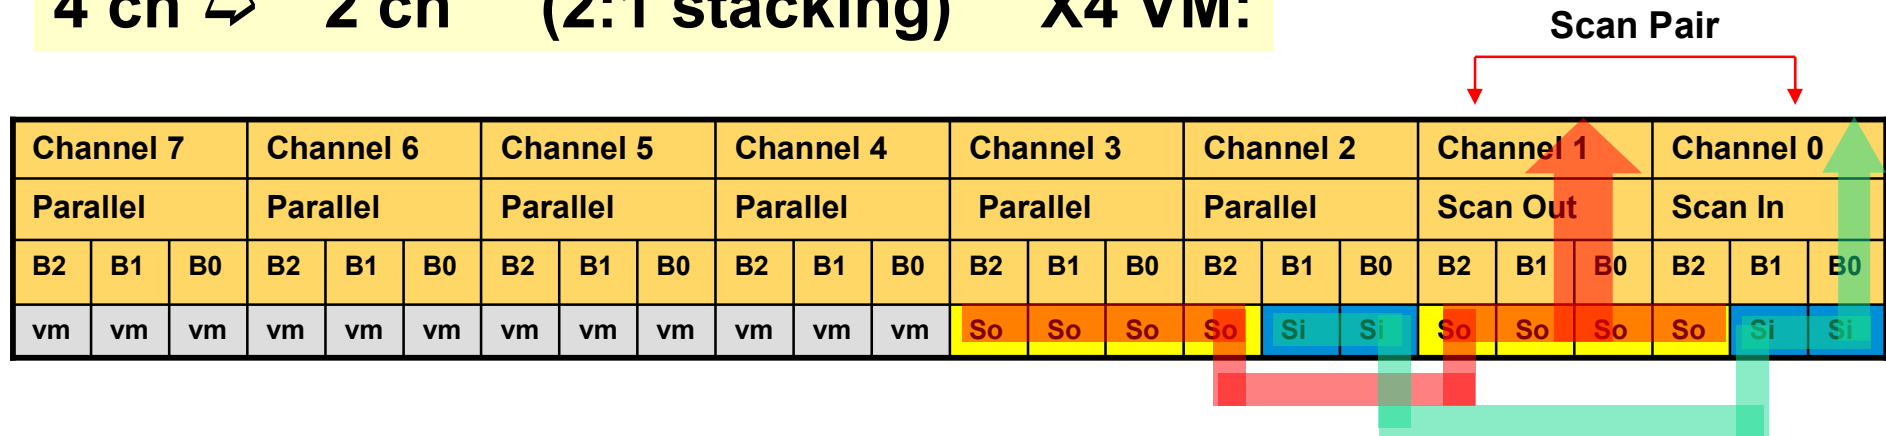 4 ch ⇨ 2 ch (2:1 stacking) X4 VM:
Scan Pair
Channel 7 Channel 6 Channel 5 Channel 4 Channel 3 Channel 2 Channel 1 Channel 0
Parallel Parallel Parallel Parallel Parallel Parallel Scan Out Scan In
B2 B1 B0 B2 B1 B0 B2 B1 B0 B2 B1 B0 B2 B1 B0 B2 B1 B0 B2 B1 B0 B2 B1 B0
vm vm vm vm vm vm vm vm vm vm vm vm So So So So Si Si So So So So Si Si